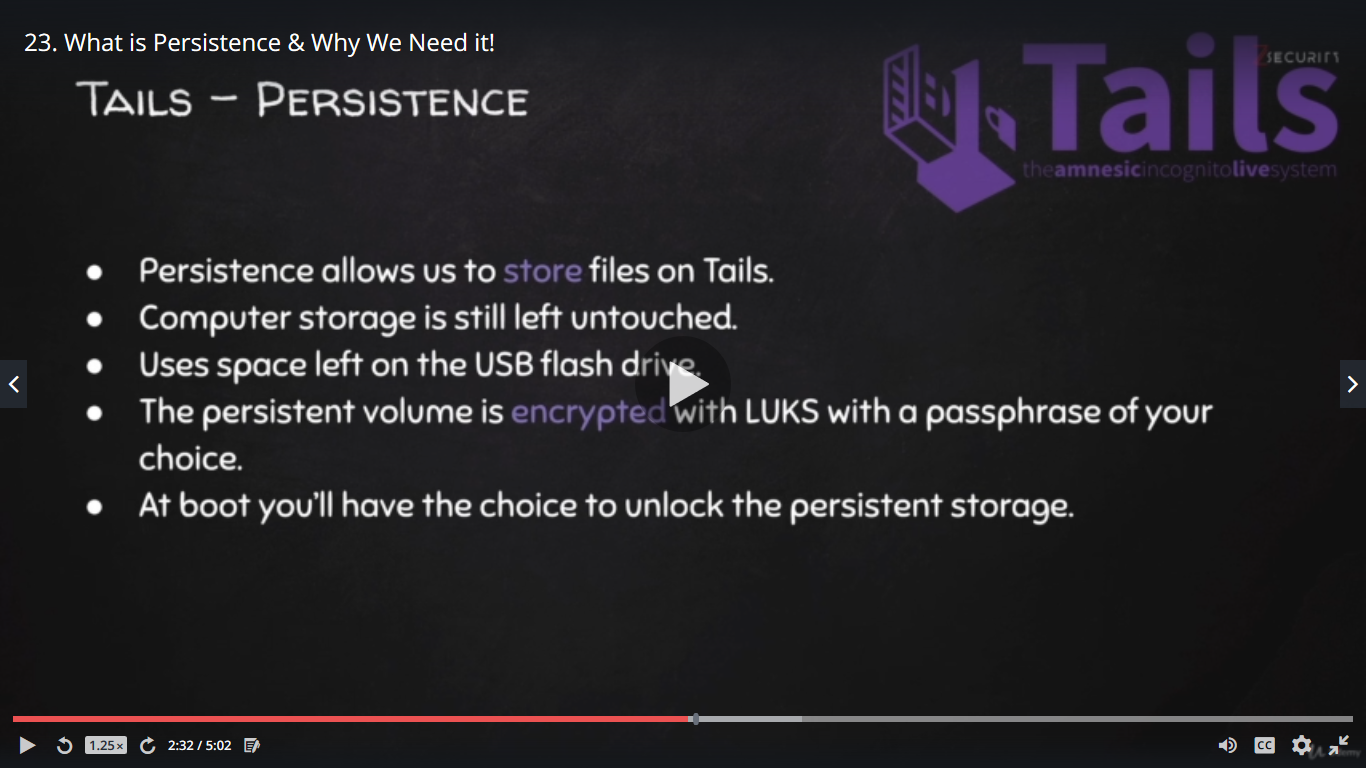 23. What is Persistence & Why We Need it!
SECURITY
Tails
theamnesicincognitolivesystem
TAILS - PERSISTENCE
● Persistence allows us to store files on Tails.
● Computer storage is still left untouched.
● Uses space left on the USB flash drive.
● The persistent volume is encrypted with LUKS with a passphrase of your
choice.
● At boot you'll have the choice to unlock the persistent storage.
1.25×
2:32 / 5:02
CC